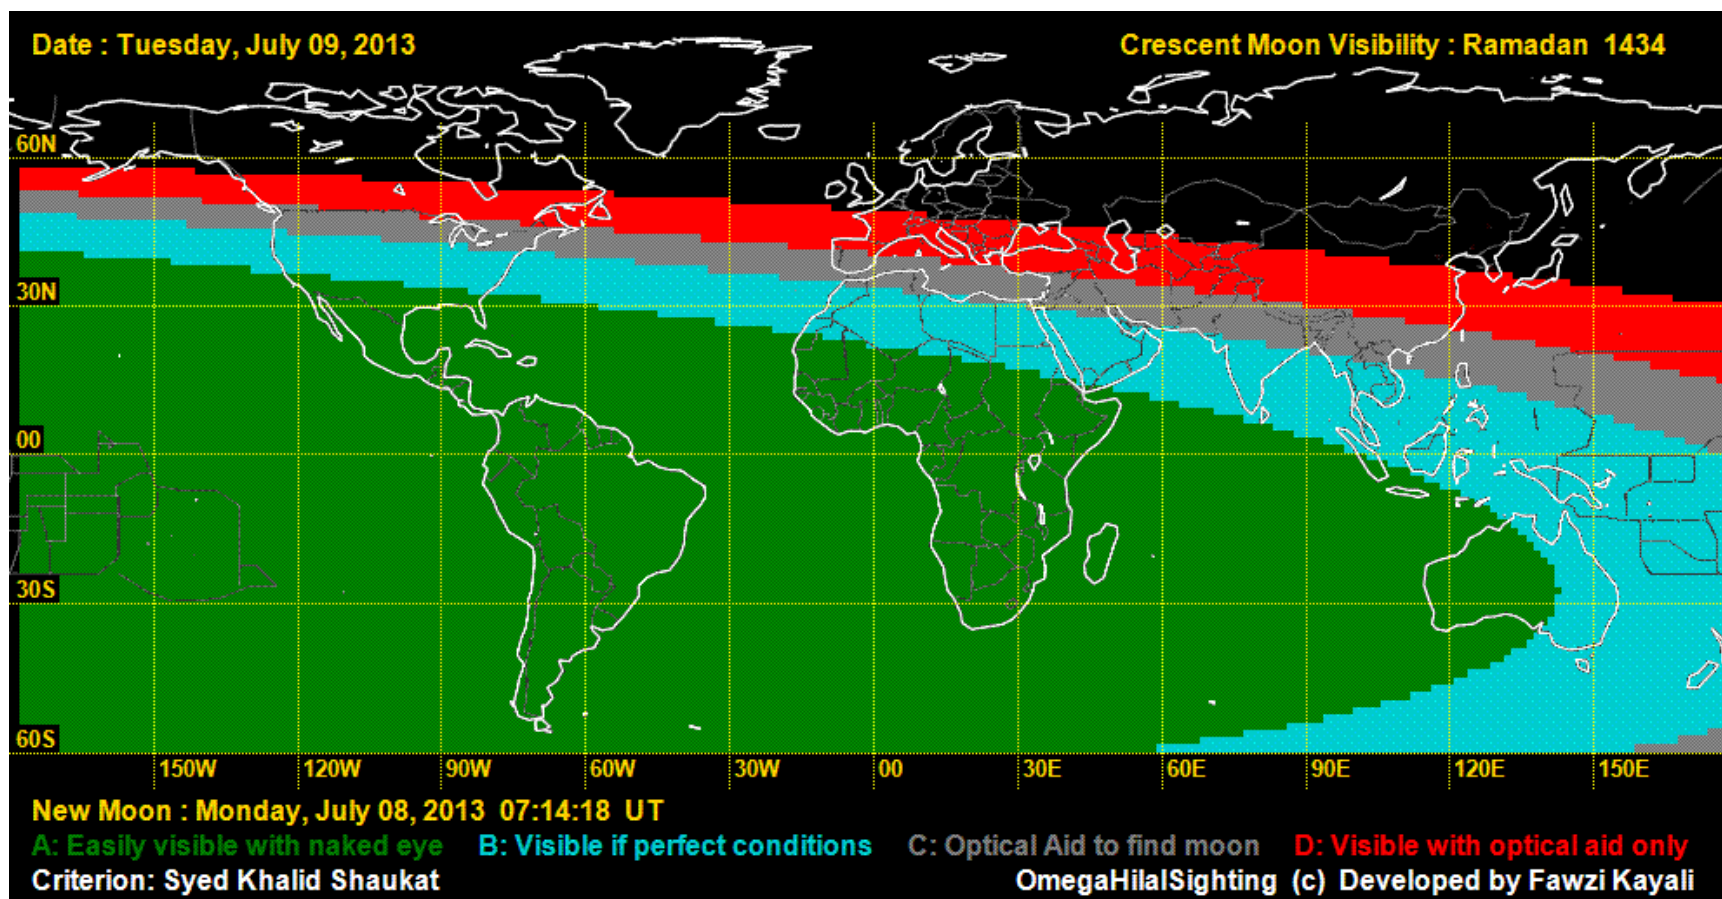 Date : Tuesday, July 09, 2013
Crescent Moon Visibility : Ramadan 1434
60N
30N
00
30S
60S
150W 120W 90W 60W 30W 00 30E 60E 90E 120E 150E
New Moon : Monday, July 08, 2013 07:14:18 UT
A: Easily visible with naked eye B: Visible if perfect conditions C: Optical Aid to find moon D: Visible with optical aid only
Criterion: Syed Khalid Shaukat OmegaHilalSighting (c) Developed by Fawzi Kayali